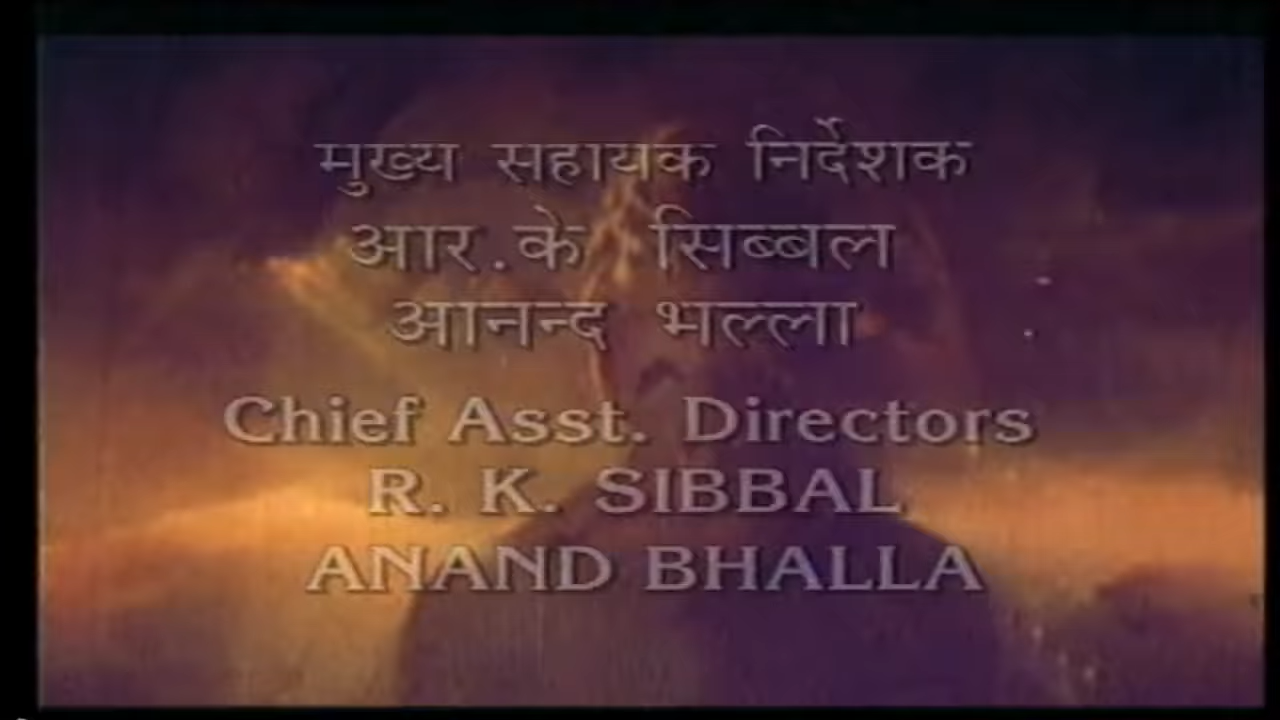 मुख्य सहायक निर्देशक
आर.के सिब्बल
आनन्द भल्ला
Chief Asst. Directors
R. K. SIBBAL
ANAND BHALLA